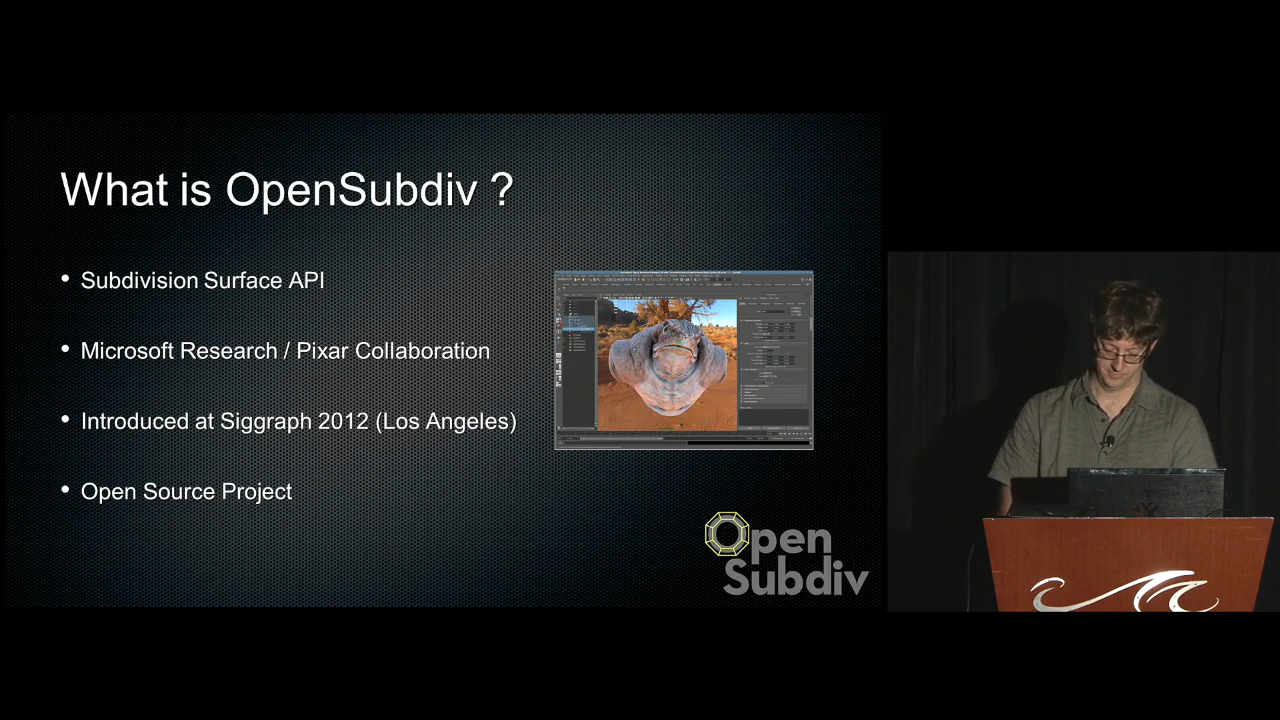 What is OpenSubdiv ?
• Subdivision Surface API
• Microsoft Research / Pixar Collaboration
• Introduced at Siggraph 2012 (Los Angeles)
• Open Source Project
Open
Subdiv